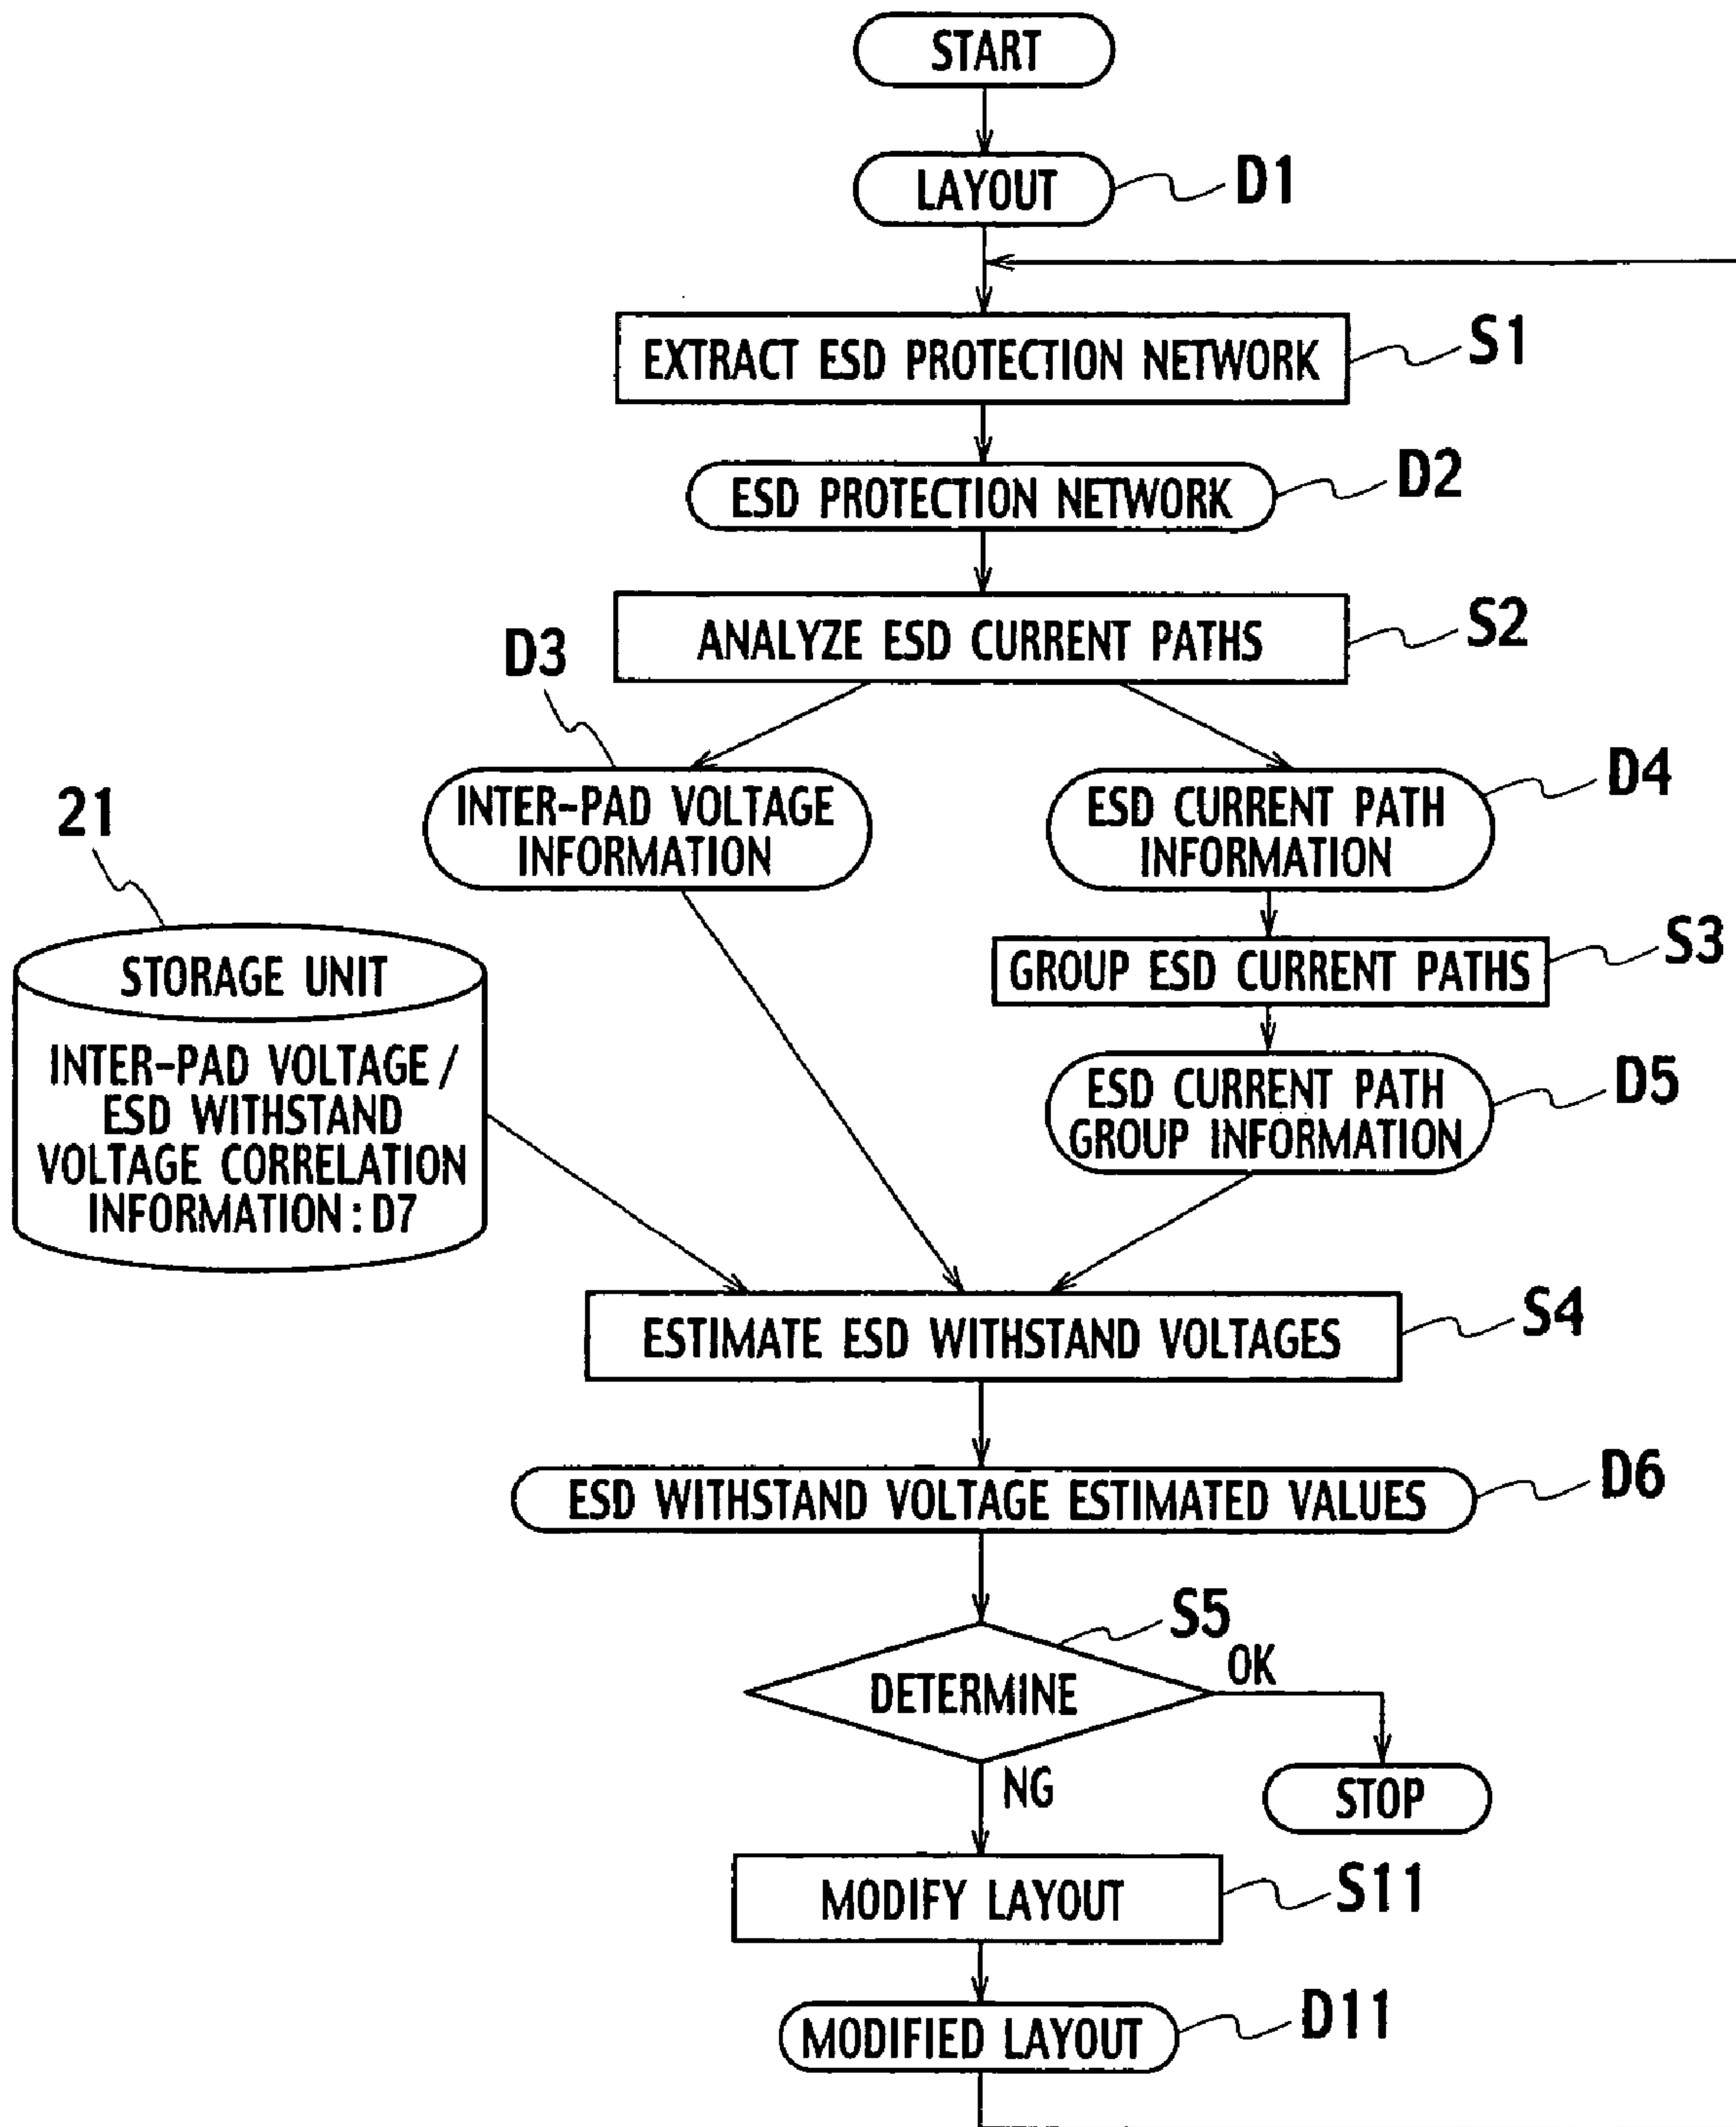 START
LAYOUT
D1
EXTRACT ESD PROTECTION NETWORK
S1
ESD PROTECTION NETWORK
D2
ANALYZE ESD CURRENT PATHS
S2
D3
INTER-PAD VOLTAGE
INFORMATION
ESD CURRENT PATH
INFORMATION
D4
21
STORAGE UNIT
INTER-PAD VOLTAGE /
ESD WITHSTAND
VOLTAGE CORRELATION
INFORMATION : D7
GROUP ESD CURRENT PATHS
S3
ESD CURRENT PATH
GROUP INFORMATION
D5
ESTIMATE ESD WITHSTAND VOLTAGES
S4
ESD WITHSTAND VOLTAGE ESTIMATED VALUES
D6
S5
DETERMINE
OK
STOP
NG
MODIFY LAYOUT
S11
MODIFIED LAYOUT
D11